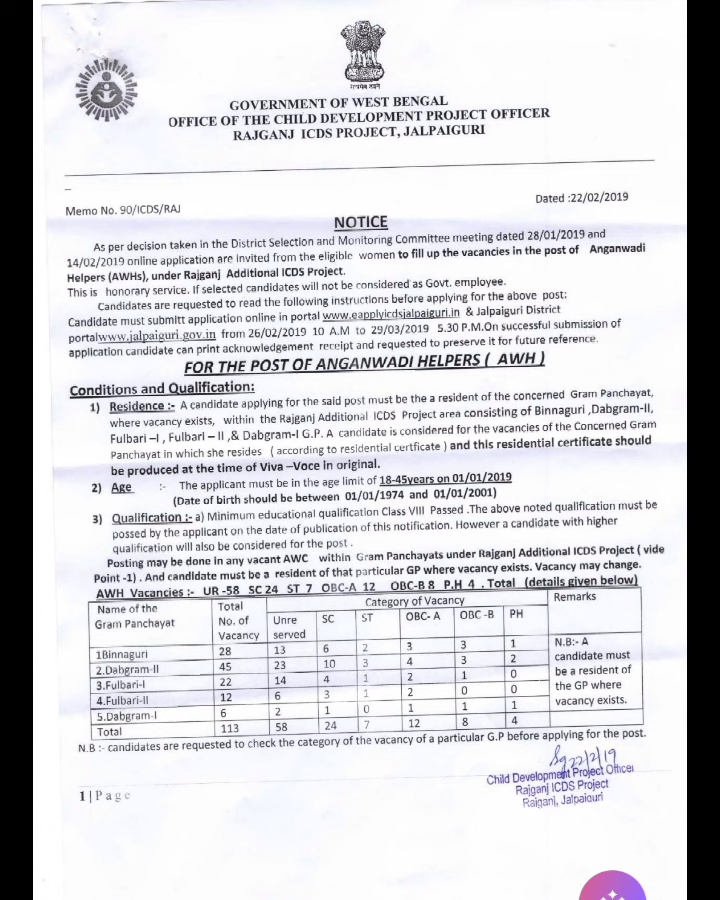 सत्यमेव जयते
GOVERNMENT OF WEST BENGAL
OFFICE OF THE CHILD DEVELOPMENT PROJECT OFFICER
RAJGANJ ICDS PROJECT, JALPAIGURI
Memo No. 90/ICDS/RAJ
Dated :22/02/2019
NOTICE
As per decision taken in the District Selection and Monitoring Committee meeting dated 28/01/2019 and
14/02/2019 online application are invited from the eligible women to fill up the vacancies in the post of Anganwadi
Helpers (AWHs), under Rajganj Additional ICDS Project.
This is honorary service. If selected candidates will not be considered as Govt. employee.
Candidates are requested to read the following instructions before applying for the above post:
Candidate must submitt application online in portal www.eapplyicdsjalpaiguri.in & Jalpaiguri District
portalwww.jalpaiguri.gov.in from 26/02/2019 10 A.M to 29/03/2019 5.30 P.M.On successful submission of
application candidate can print acknowledgement receipt and requested to preserve it for future reference.
FOR THE POST OF ANGANWADI HELPERS ( AWH )
Conditions and Qualification:
1) Residence :- A candidate applying for the said post must be the a resident of the concerned Gram Panchayat,
where vacancy exists, within the Rajganj Additional ICDS Project area consisting of Binnaguri ,Dabgram-II,
Fulbari –I , Fulbari – II ,& Dabgram-I G.P. A candidate is considered for the vacancies of the Concerned Gram
Panchayat in which she resides ( according to residential certficate ) and this residential certificate should
be produced at the time of Viva –Voce in original.
2) Age :- The applicant must be in the age limit of 18-45years on 01/01/2019
(Date of birth should be between 01/01/1974 and 01/01/2001)
3) Qualification :- a) Minimum educational qualification Class VIII Passed .The above noted qualification must be
possed by the applicant on the date of publication of this notification. However a candidate with higher
qualification will also be considered for the post .
Posting may be done in any vacant AWC within Gram Panchayats under Rajganj Additional ICDS Project ( vide
Point -1) . And candidate must be a resident of that particular GP where vacancy exists. Vacancy may change.
AWH Vacancies :- UR -58 SC 24 ST 7 OBC-A 12 OBC-B 8 P.H 4 . Total (details given below)
Name of the Gram Panchayat Total No. of Vacancy Category of Vacancy Remarks
Unre served SC ST OBC- A OBC -B PH
1Binnaguri 28 13 6 2 3 3 1 N.B:- A candidate must be a resident of the GP where vacancy exists.
2.Dabgram-II 45 23 10 3 4 3 2
3.Fulbari-I 22 14 4 1 2 1 0
4.Fulbari-II 12 6 3 1 2 0 0
5.Dabgram-I 6 2 1 0 1 1 1
Total 113 58 24 7 12 8 4
N.B :- candidates are requested to check the category of the vacancy of a particular G.P before applying for the post.
22/2/19
Child Development Project Officer
Rajganj ICDS Project
Rajganj, Jalpaiguri
1|Page